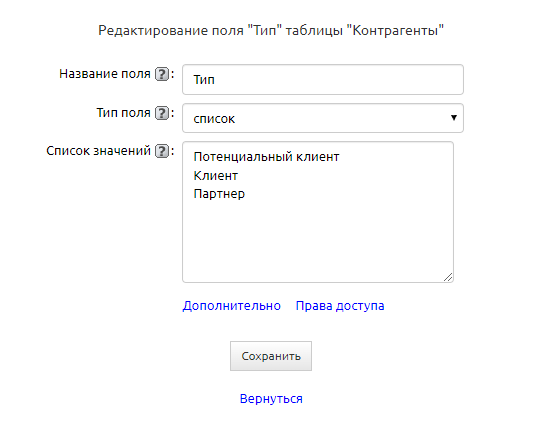 Редактирование поля "Тип" таблицы "Контрагенты"
Название поля ?: Тип
Тип поля ?: список
Список значений ?: Потенциальный клиент
Клиент
Партнер
Дополнительно Права доступа
Сохранить
Вернуться